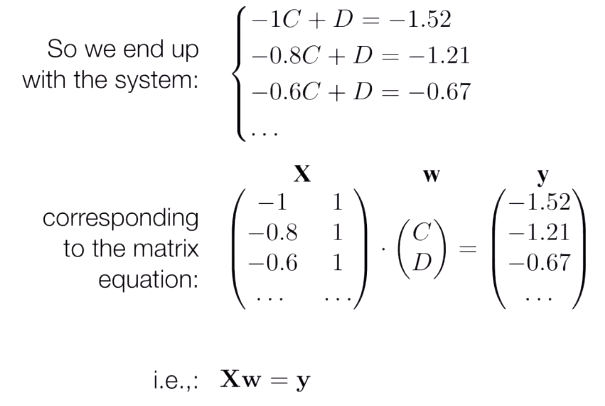 So we end up
with the system:
−1C + D = −1.52
−0.8C + D = −1.21
−0.6C + D = −0.67
...
X w y
corresponding
to the matrix
equation:
−1 1
−0.8 1
−0.6 1
... ...
·
C
D
=
−1.52
−1.21
−0.67
...
i.e.,: Xw = y